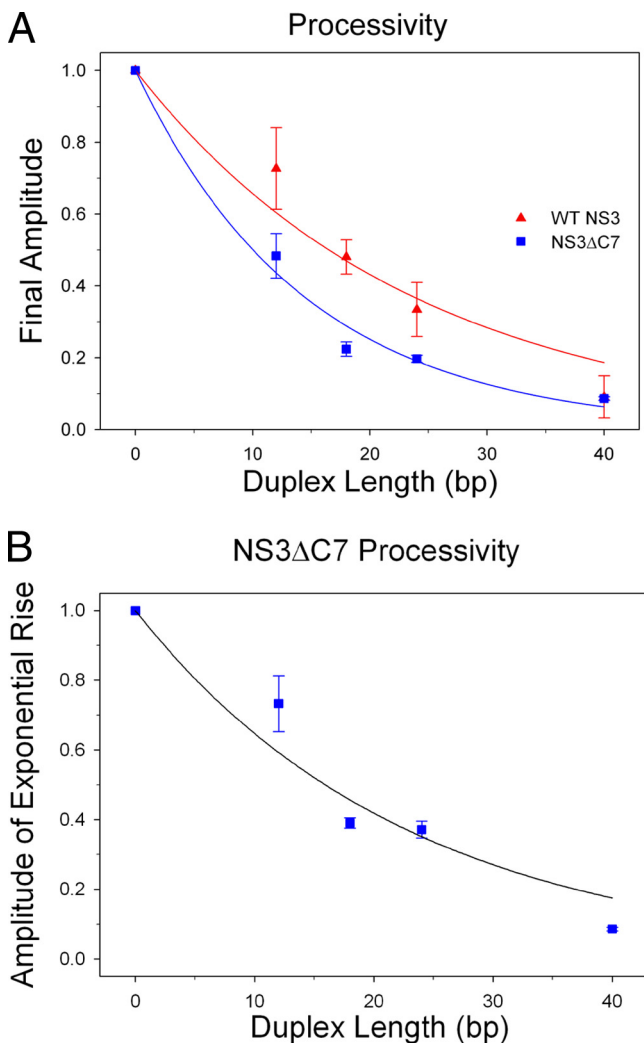 A
Processivity
1.0
0.8
0.6
0.4
0.2
0.0
Final Amplitude
WT NS3
NS3ΔC7
0 10 20 30 40
Duplex Length (bp)
B
NS3ΔC7 Processivity
1.0
0.8
0.6
0.4
0.2
0.0
Amplitude of Exponential Rise
0 10 20 30 40
Duplex Length (bp)